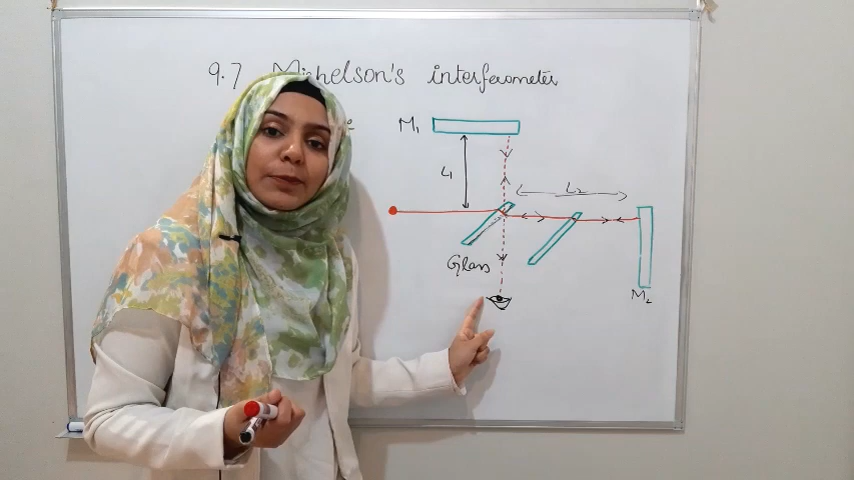 9.7 Michelson's interferometer
M₁
L₁
L₂
Glass
M₂